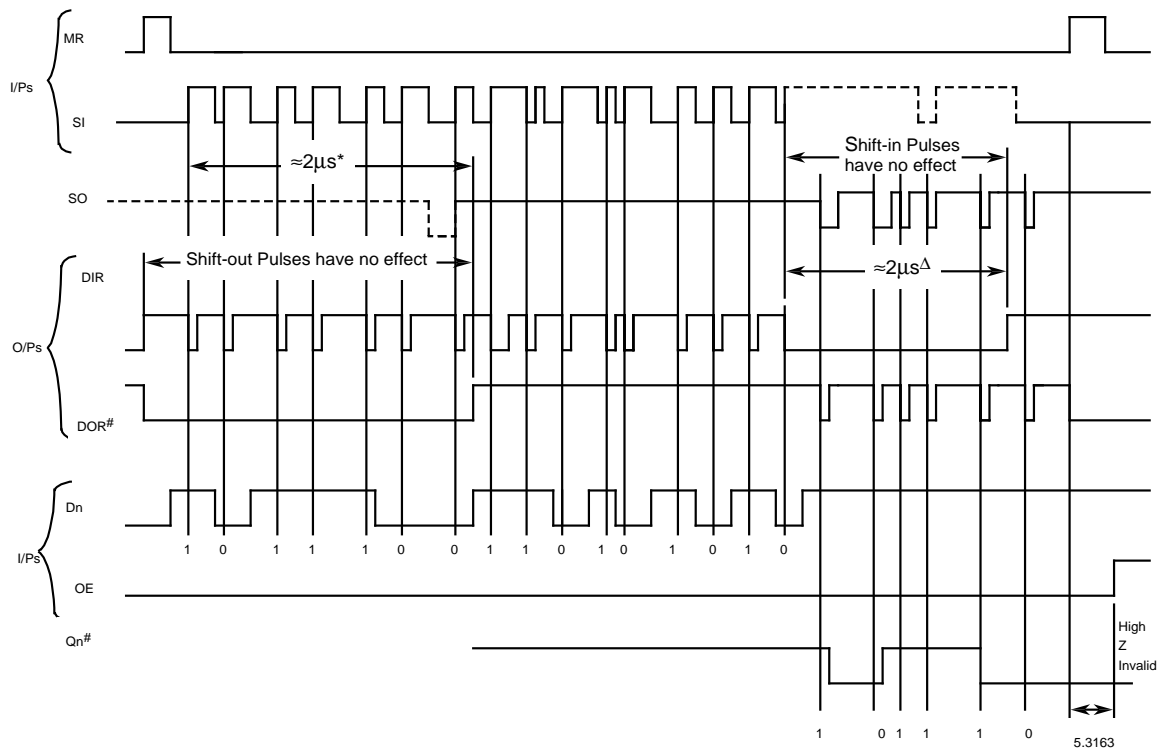 MR
I/Ps
SI
≈2µs*
Shift-in Pulses
have no effect
SO
Shift-out Pulses have no effect
≈2µsΔ
DIR
O/Ps
DOR#
Dn
1 0 1 1 1 0 0 1 1 0 1 0 1 0 1 0
I/Ps
OE
Qn#
High
Z
Invalid
1 0 1 1 1 0
5.3163